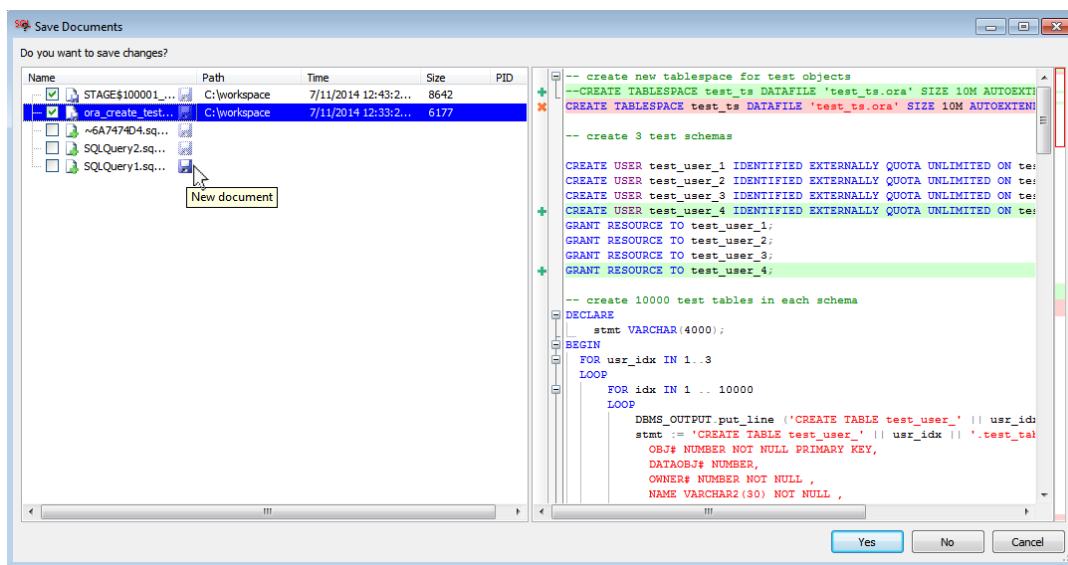 SQL Save Documents
Do you want to save changes?
Name Path Time Size PID
STAGE$100001_... C:\workspace 7/11/2014 12:43:2... 8642
ora_create_test... C:\workspace 7/11/2014 12:33:2... 6177
~6A7474D4.sq...
SQLQuery2.sq...
SQLQuery1.sq...
New document
-- create new tablespace for test objects
--CREATE TABLESPACE test_ts DATAFILE 'test_ts.ora' SIZE 10M AUTOEXTE
CREATE TABLESPACE test_ts DATAFILE 'test_ts.ora' SIZE 10M AUTOEXTEN
-- create 3 test schemas
CREATE USER test_user_1 IDENTIFIED EXTERNALLY QUOTA UNLIMITED ON tes
CREATE USER test_user_2 IDENTIFIED EXTERNALLY QUOTA UNLIMITED ON tes
CREATE USER test_user_3 IDENTIFIED EXTERNALLY QUOTA UNLIMITED ON tes
CREATE USER test_user_4 IDENTIFIED EXTERNALLY QUOTA UNLIMITED ON tes
GRANT RESOURCE TO test_user_1;
GRANT RESOURCE TO test_user_2;
GRANT RESOURCE TO test_user_3;
GRANT RESOURCE TO test_user_4;
-- create 10000 test tables in each schema
DECLARE
stmt VARCHAR(4000);
BEGIN
FOR usr_idx IN 1..3
LOOP
FOR idx IN 1 .. 10000
LOOP
DBMS_OUTPUT.put_line ('CREATE TABLE test_user_' || usr_idx
stmt := 'CREATE TABLE test_user_' || usr_idx || '.test_tab
OBJ# NUMBER NOT NULL PRIMARY KEY,
DATAOBJ# NUMBER,
OWNER# NUMBER NOT NULL ,
NAME VARCHAR2(30) NOT NULL ,
Yes No Cancel